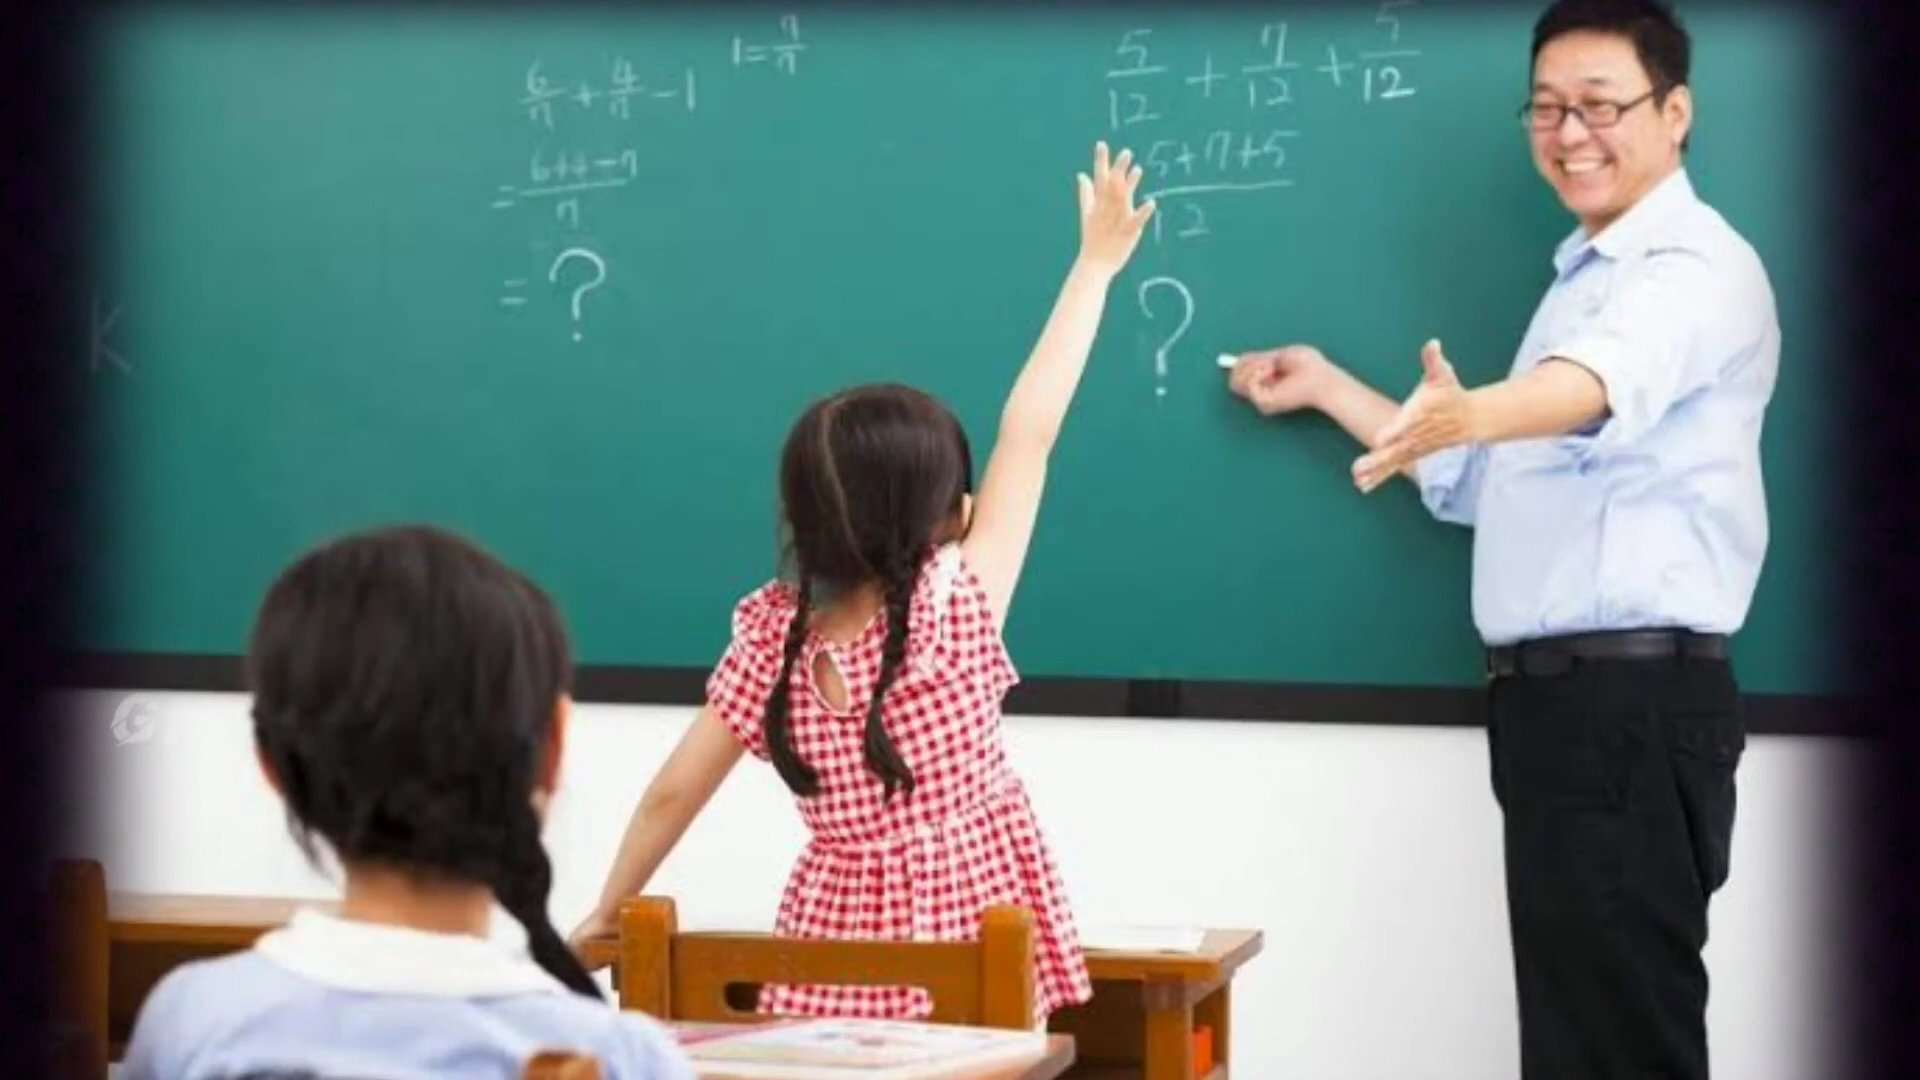 6/7 + 4/7 - 1
1 = 7/7
= 6+4-7/7
= ?
5/12 + 7/12 + 5/12
5+7+5/12
?
K